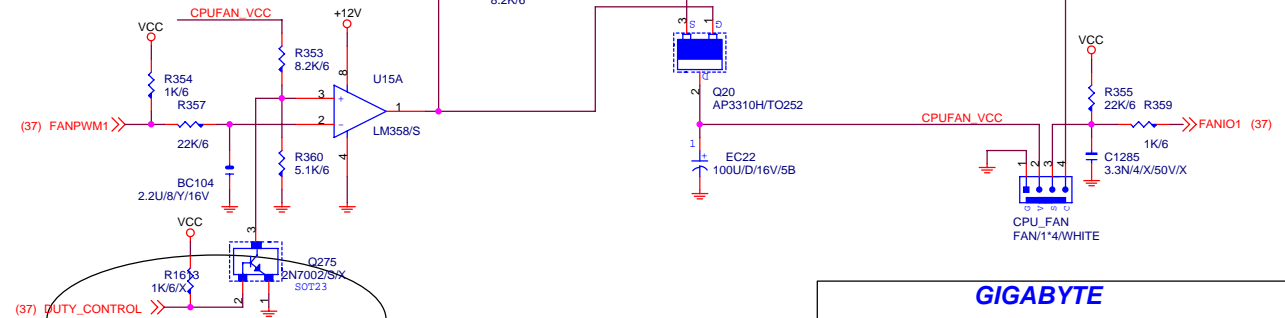 8.2K/6
CPUFAN_VCC
+12V
VCC
R353
8.2K/6
8
U15A
R354
1K/6
R357
3
+
1
2
−
LM358/S
(37) FANPWM1
22K/6
4
R360
5.1K/6
BC104
2.2U/8/Y/16V
VCC
3
Q275
2N7002/S/X
SOT23
R1613
1K/6/X
2
1
(37) DUTY_CONTROL
3
1
S
G
D
2
Q20
AP3310H/TO252
CPUFAN_VCC
1
+
EC22
100U/D/16V/5B
VCC
R355
22K/6
R359
FANIO1 (37)
1K/6
C1285
3.3N/4/X/50V/X
1
2
3
4
G
V
S
C
CPU_FAN
FAN/1*4/WHITE
GIGABYTE